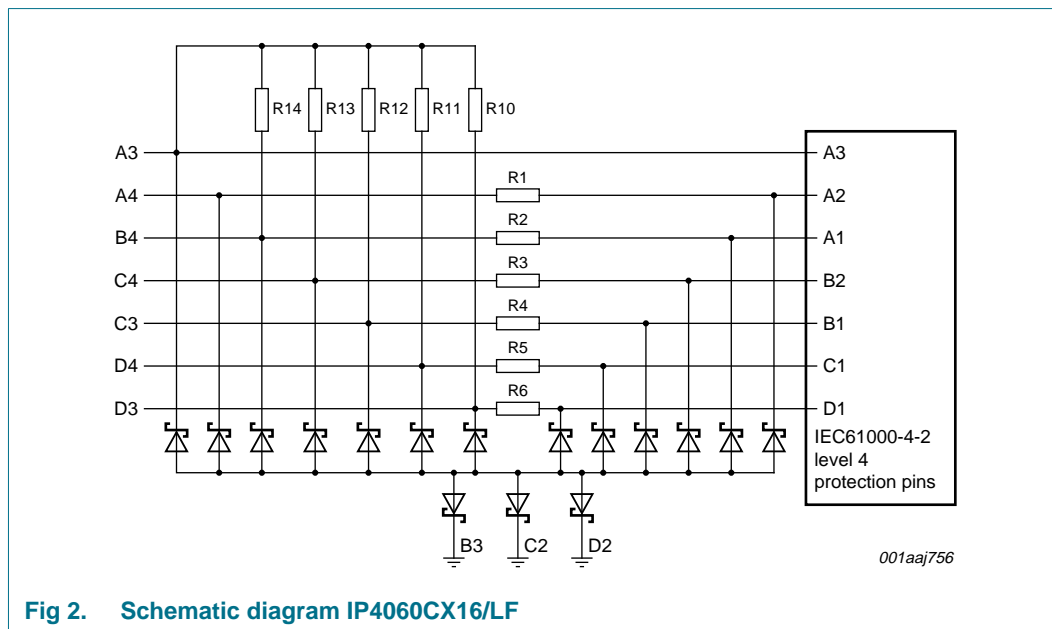 R14 R13 R12 R11 R10
A3 A3
R1
A4 A2
R2
B4 A1
R3
C4 B2
R4
C3 B1
R5
D4 C1
R6
D3 D1
IEC61000-4-2
level 4
protection pins
B3 C2 D2
001aaj756
Fig 2. Schematic diagram IP4060CX16/LF